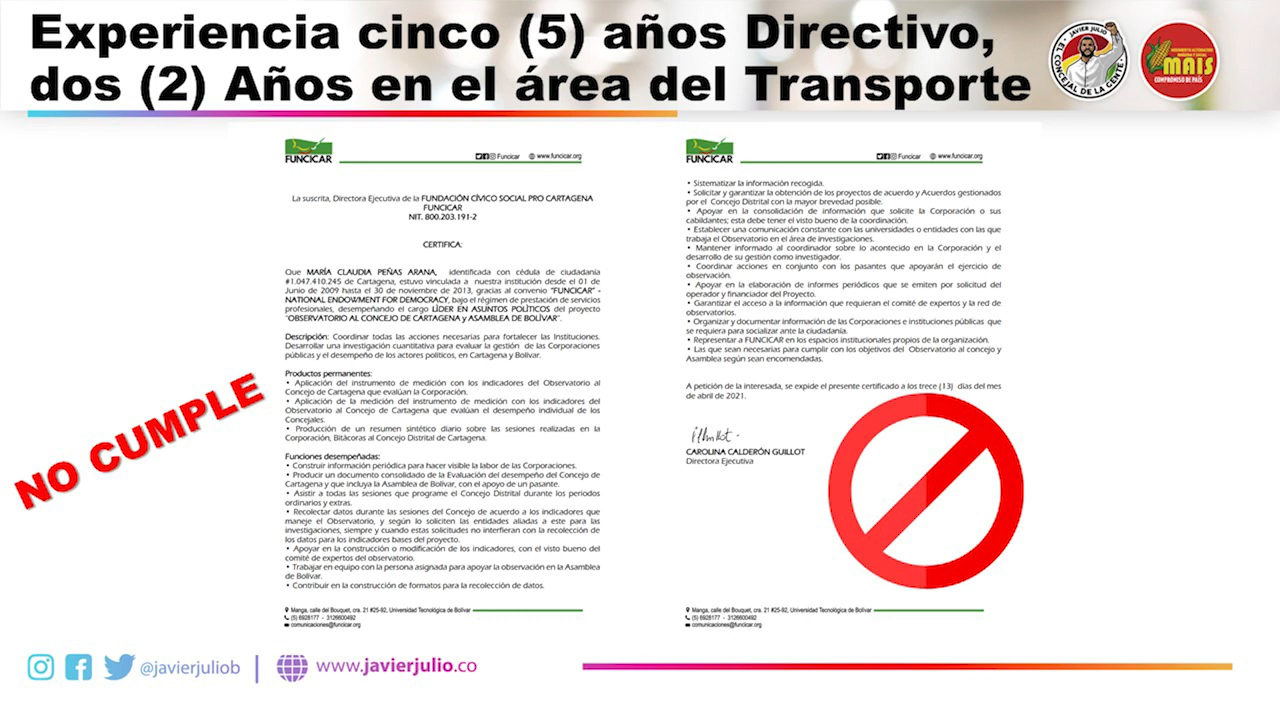 Experiencia cinco (5) años Directivo,
dos (2) Años en el área del Transporte
JAVIER JULIO
EL CONCEJAL DE LA GENTE
MOVIMIENTO ALTERNATIVO
INDÍGENA Y SOCIAL
MAIS
COMPROMISO DE PAÍS
NO CUMPLE
FUNCICAR
Funcicar www.funcicar.org
La suscrita, Directora Ejecutiva de la FUNDACIÓN CÍVICO SOCIAL PRO CARTAGENA
FUNCICAR
NIT. 800.203.191-2
CERTIFICA:
Que MARÍA CLAUDIA PEÑAS ARANA, identificada con cédula de ciudadanía
#1.047.410.245 de Cartagena, estuvo vinculada a nuestra institución desde el 01 de
Junio de 2009 hasta el 30 de noviembre de 2013, gracias al convenio "FUNCICAR" -
NATIONAL ENDOWMENT FOR DEMOCRACY, bajo el régimen de prestación de servicios
profesionales, desempeñando el cargo LÍDER EN ASUNTOS POLÍTICOS del proyecto
"OBSERVATORIO AL CONCEJO DE CARTAGENA y ASAMBLEA DE BOLÍVAR".
Descripción: Coordinar todas las acciones necesarias para fortalecer las Instituciones.
Desarrollar una investigación cuantitativa para evaluar la gestión de las Corporaciones
públicas y el desempeño de los actores políticos, en Cartagena y Bolívar.
Productos permanentes:
• Aplicación del instrumento de medición con los indicadores del Observatorio al
Concejo de Cartagena que evalúan la Corporación.
• Aplicación de la medición del instrumento de medición con los indicadores del
Observatorio al Concejo de Cartagena que evalúan el desempeño individual de los
Concejales.
• Producción de un resumen sintético diario sobre las sesiones realizadas en la
Corporación, Bitácoras al Concejo Distrital de Cartagena.
Funciones desempeñadas:
• Construir información periódica para hacer visible la labor de las Corporaciones.
• Producir un documento consolidado de la Evaluación del desempeño del Concejo de
Cartagena y que incluya la Asamblea de Bolívar, con el apoyo de un pasante.
• Asistir a todas las sesiones que programe el Concejo Distrital durante los periodos
ordinarios y extras.
• Recolectar datos durante las sesiones del Concejo de acuerdo a los indicadores que
maneje el Observatorio, y según lo soliciten las entidades aliadas a este para las
investigaciones, siempre y cuando estas solicitudes no interfieran con la recolección de
los datos para los indicadores bases del proyecto.
• Apoyar en la construcción o modificación de los indicadores, con el visto bueno del
comité de expertos del observatorio.
• Trabajar en equipo con la persona asignada para apoyar la observación en la Asamblea
de Bolívar.
• Contribuir en la construcción de formatos para la recolección de datos.
Manga, calle del Bouquet, cra. 21 #25-92, Universidad Tecnológica de Bolívar
(5) 6928177 - 3126600492
comunicaciones@funcicar.org
FUNCICAR
Funcicar www.funcicar.org
• Sistematizar la información recogida.
• Solicitar y garantizar la obtención de los proyectos de acuerdo y Acuerdos gestionados
por el Concejo Distrital con la mayor brevedad posible.
• Apoyar en la consolidación de información que solicite la Corporación o sus
cabildantes; esta debe tener el visto bueno de la coordinación.
• Establecer una comunicación constante con las universidades o entidades con las que
trabaja el Observatorio en el área de investigaciones.
• Mantener informado al coordinador sobre lo acontecido en la Corporación y el
desarrollo de su gestión como investigador.
• Coordinar acciones en conjunto con los pasantes que apoyarán el ejercicio de
observación.
• Apoyar en la elaboración de informes periódicos que se emiten por solicitud del
operador y financiador del Proyecto.
• Garantizar el acceso a la información que requieran el comité de expertos y la red de
observatorios.
• Organizar y documentar información de las Corporaciones e instituciones públicas que
se requiera para socializar ante la ciudadanía.
• Representar a FUNCICAR en los espacios institucionales propios de la organización.
• Las que sean necesarias para cumplir con los objetivos del Observatorio al concejo y
Asamblea según sean encomendadas.
A petición de la interesada, se expide el presente certificado a los trece (13) días del mes
de abril de 2021.
CAROLINA CALDERÓN GUILLOT
Directora Ejecutiva
Manga, calle del Bouquet, cra. 21 #25-92, Universidad Tecnológica de Bolívar
(5) 6928177 - 3126600492
comunicaciones@funcicar.org
@javierjuliob | www.javierjulio.co